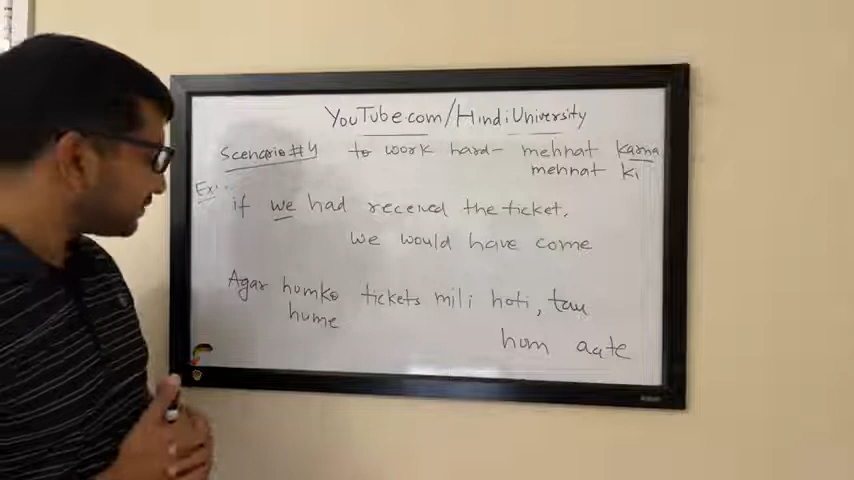 YouTube.com/HindiUniversity
Scenario#4 to work hard- mehnat karna
mehnat ki
Ex:-
if we had received the ticket,
we would have come
Agar humko tickets mili hoti, tau
hume
hum aate